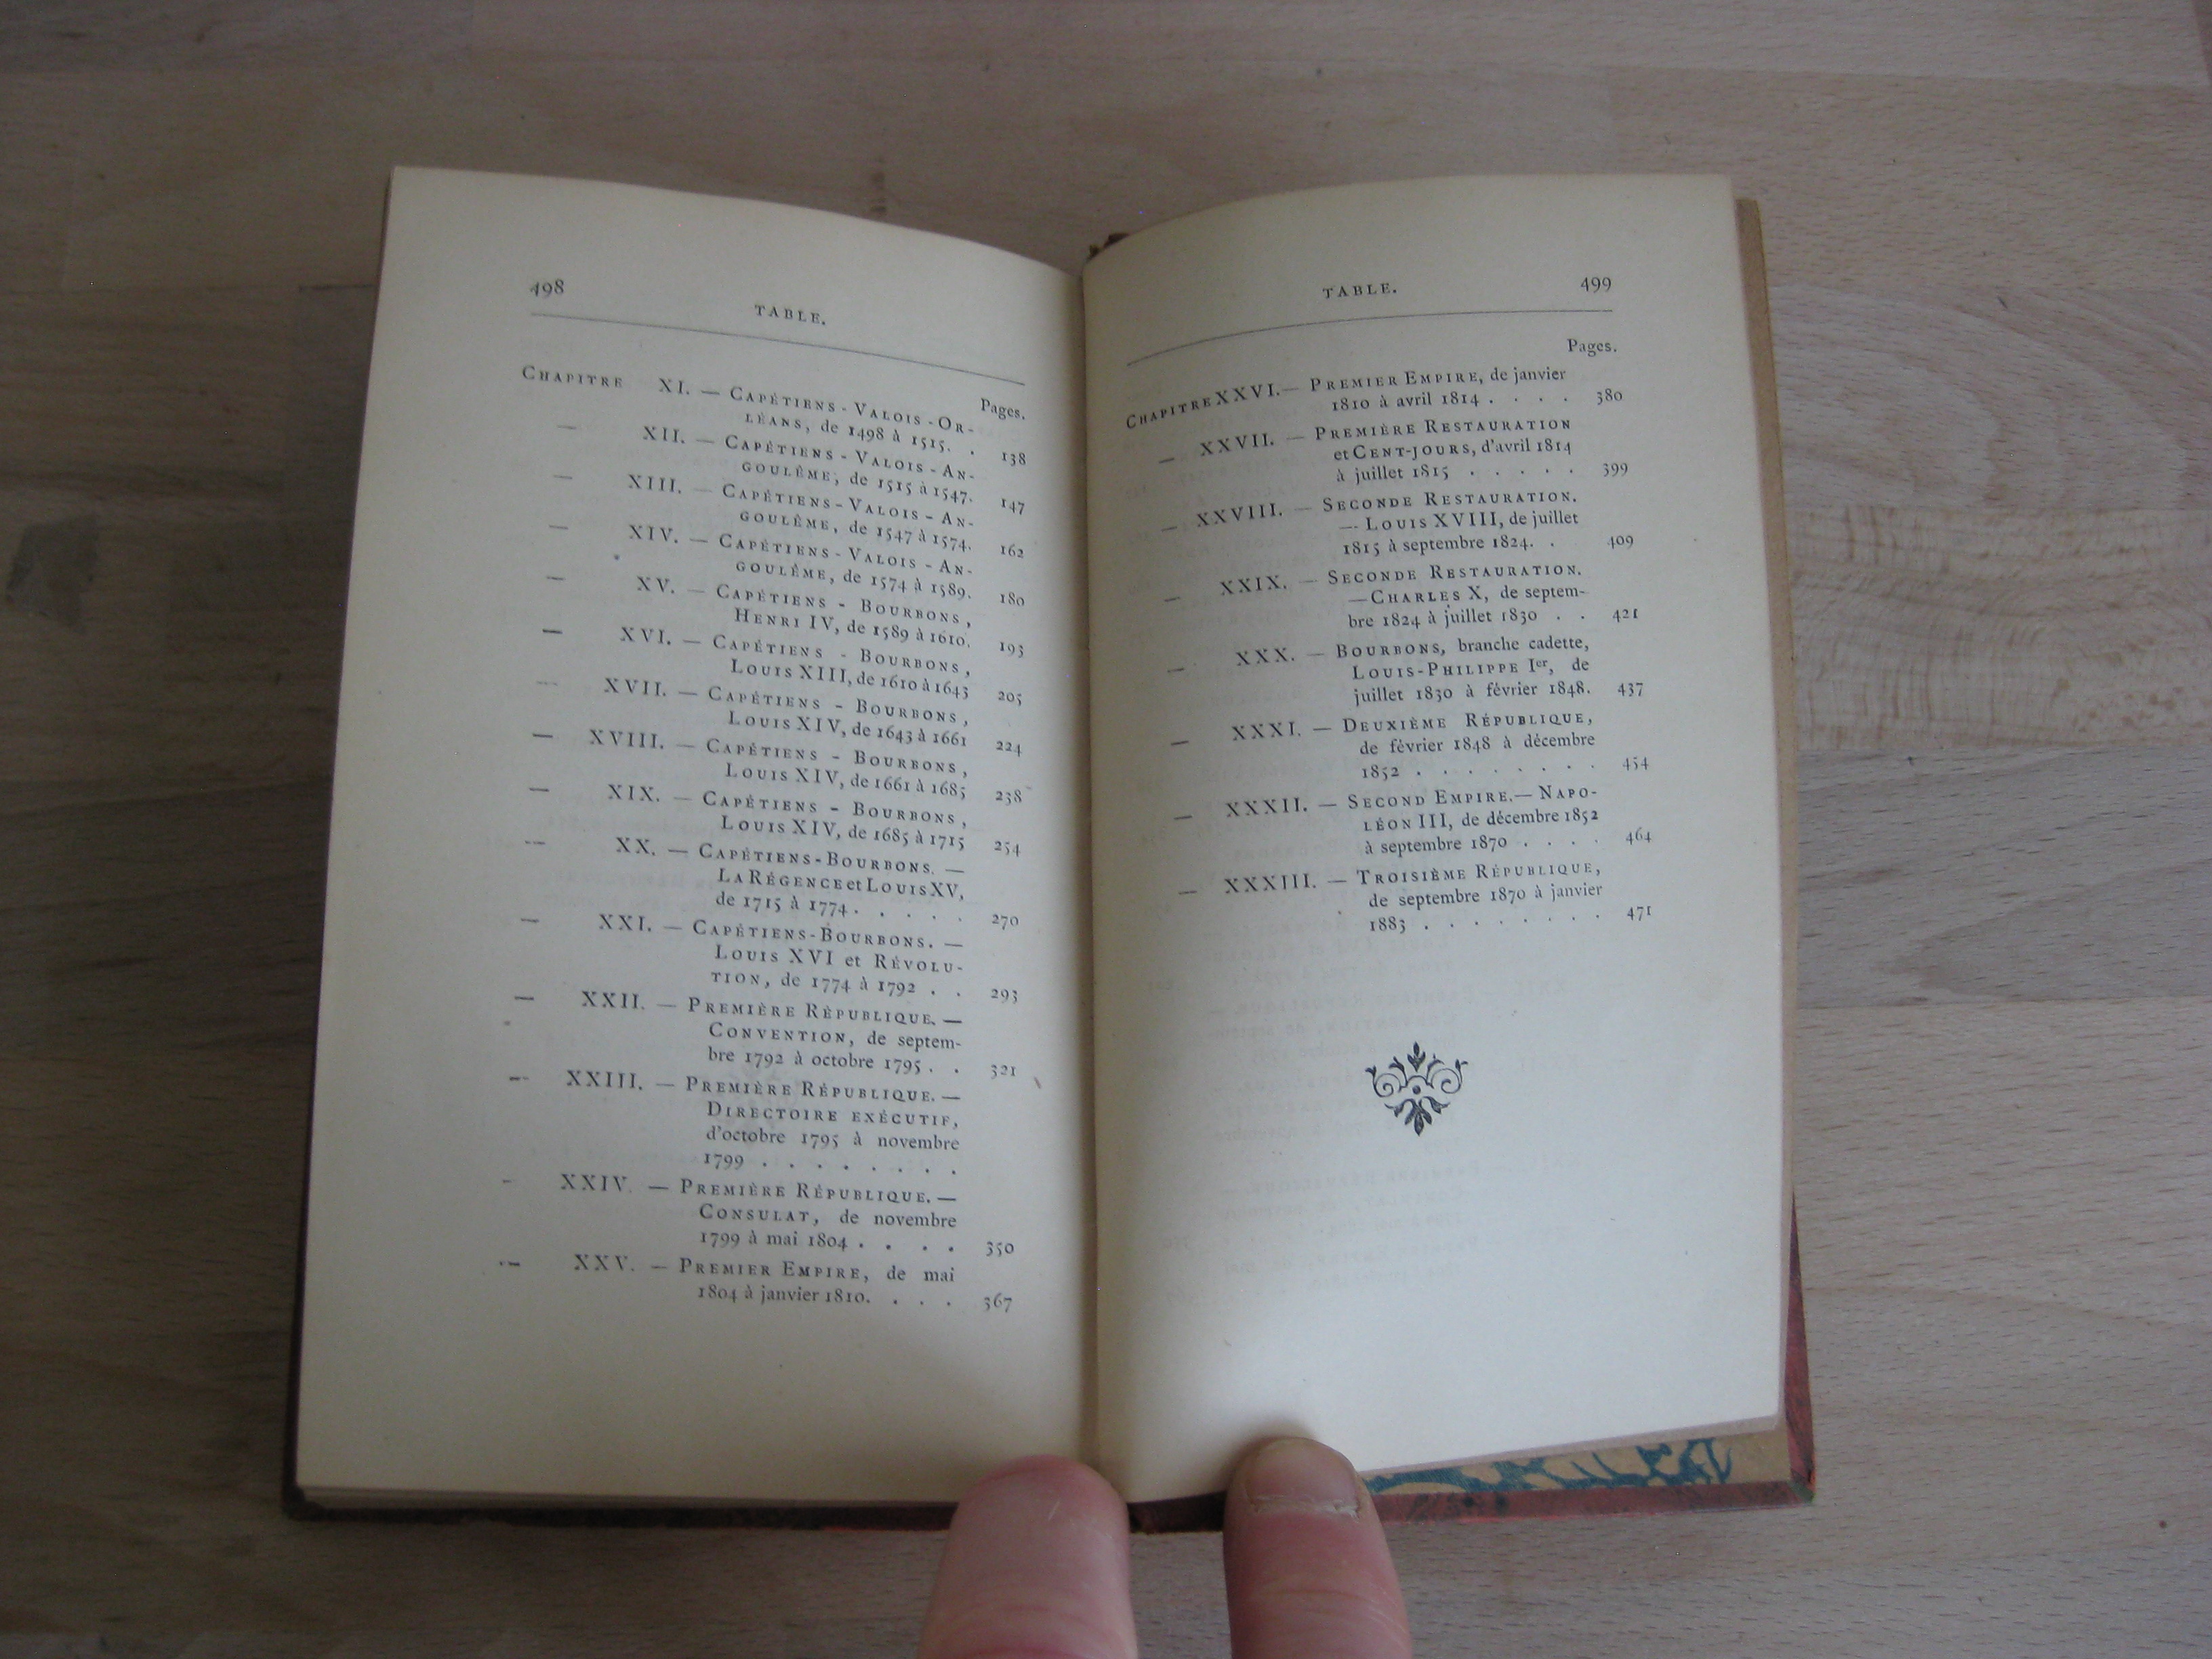 498
TABLE.
Pages.
CHAPITRE XI. — CAPÉTIENS - VALOIS - OR-
LÉANS, de 1498 à 1515. . 138
— XII. — CAPÉTIENS - VALOIS - AN-
GOULÊME, de 1515 à 1547. 147
— XIII. — CAPÉTIENS - VALOIS - AN-
GOULÊME, de 1547 à 1574. 162
— XIV. — CAPÉTIENS - VALOIS - AN-
GOULÊME, de 1574 à 1589. 180
— XV. — CAPÉTIENS - BOURBONS,
HENRI IV, de 1589 à 1610. 193
— XVI. — CAPÉTIENS - BOURBONS,
LOUIS XIII, de 1610 à 1643 205
— XVII. — CAPÉTIENS - BOURBONS,
LOUIS XIV, de 1643 à 1661 224
— XVIII. — CAPÉTIENS - BOURBONS,
LOUIS XIV, de 1661 à 1685 238
— XIX. — CAPÉTIENS - BOURBONS,
LOUIS XIV, de 1685 à 1715 254
— XX. — CAPÉTIENS-BOURBONS. —
LA RÉGENCE et LOUIS XV,
de 1715 à 1774 . . . . . 270
— XXI. — CAPÉTIENS-BOURBONS. —
LOUIS XVI et RÉVOLU-
TION, de 1774 à 1792 . . 293
— XXII. — PREMIÈRE RÉPUBLIQUE. —
CONVENTION, de septem-
bre 1792 à octobre 1795 . . 321
— XXIII. — PREMIÈRE RÉPUBLIQUE. —
DIRECTOIRE EXÉCUTIF,
d'octobre 1795 à novembre
1799 . . . . . . . .
— XXIV. — PREMIÈRE RÉPUBLIQUE. —
CONSULAT, de novembre
1799 à mai 1804 . . . . 350
— XXV. — PREMIER EMPIRE, de mai
1804 à janvier 1810. . . . 367
TABLE. 499
Pages.
CHAPITRE XXVI. — PREMIER EMPIRE, de janvier
1810 à avril 1814 . . . . 380
— XXVII. — PREMIÈRE RESTAURATION
et CENT-JOURS, d'avril 1814
à juillet 1815 . . . . . 399
— XXVIII. — SECONDE RESTAURATION.
— LOUIS XVIII, de juillet
1815 à septembre 1824. . 409
— XXIX. — SECONDE RESTAURATION.
— CHARLES X, de septem-
bre 1824 à juillet 1830 . . 421
— XXX. — BOURBONS, branche cadette,
LOUIS-PHILIPPE Ier, de
juillet 1830 à février 1848. 437
— XXXI. — DEUXIÈME RÉPUBLIQUE,
de février 1848 à décembre
1852 . . . . . . . . 454
— XXXII. — SECOND EMPIRE. — NAPO-
LÉON III, de décembre 1852
à septembre 1870 . . . . 464
— XXXIII. — TROISIÈME RÉPUBLIQUE,
de septembre 1870 à janvier
1883 . . . . . . . 471